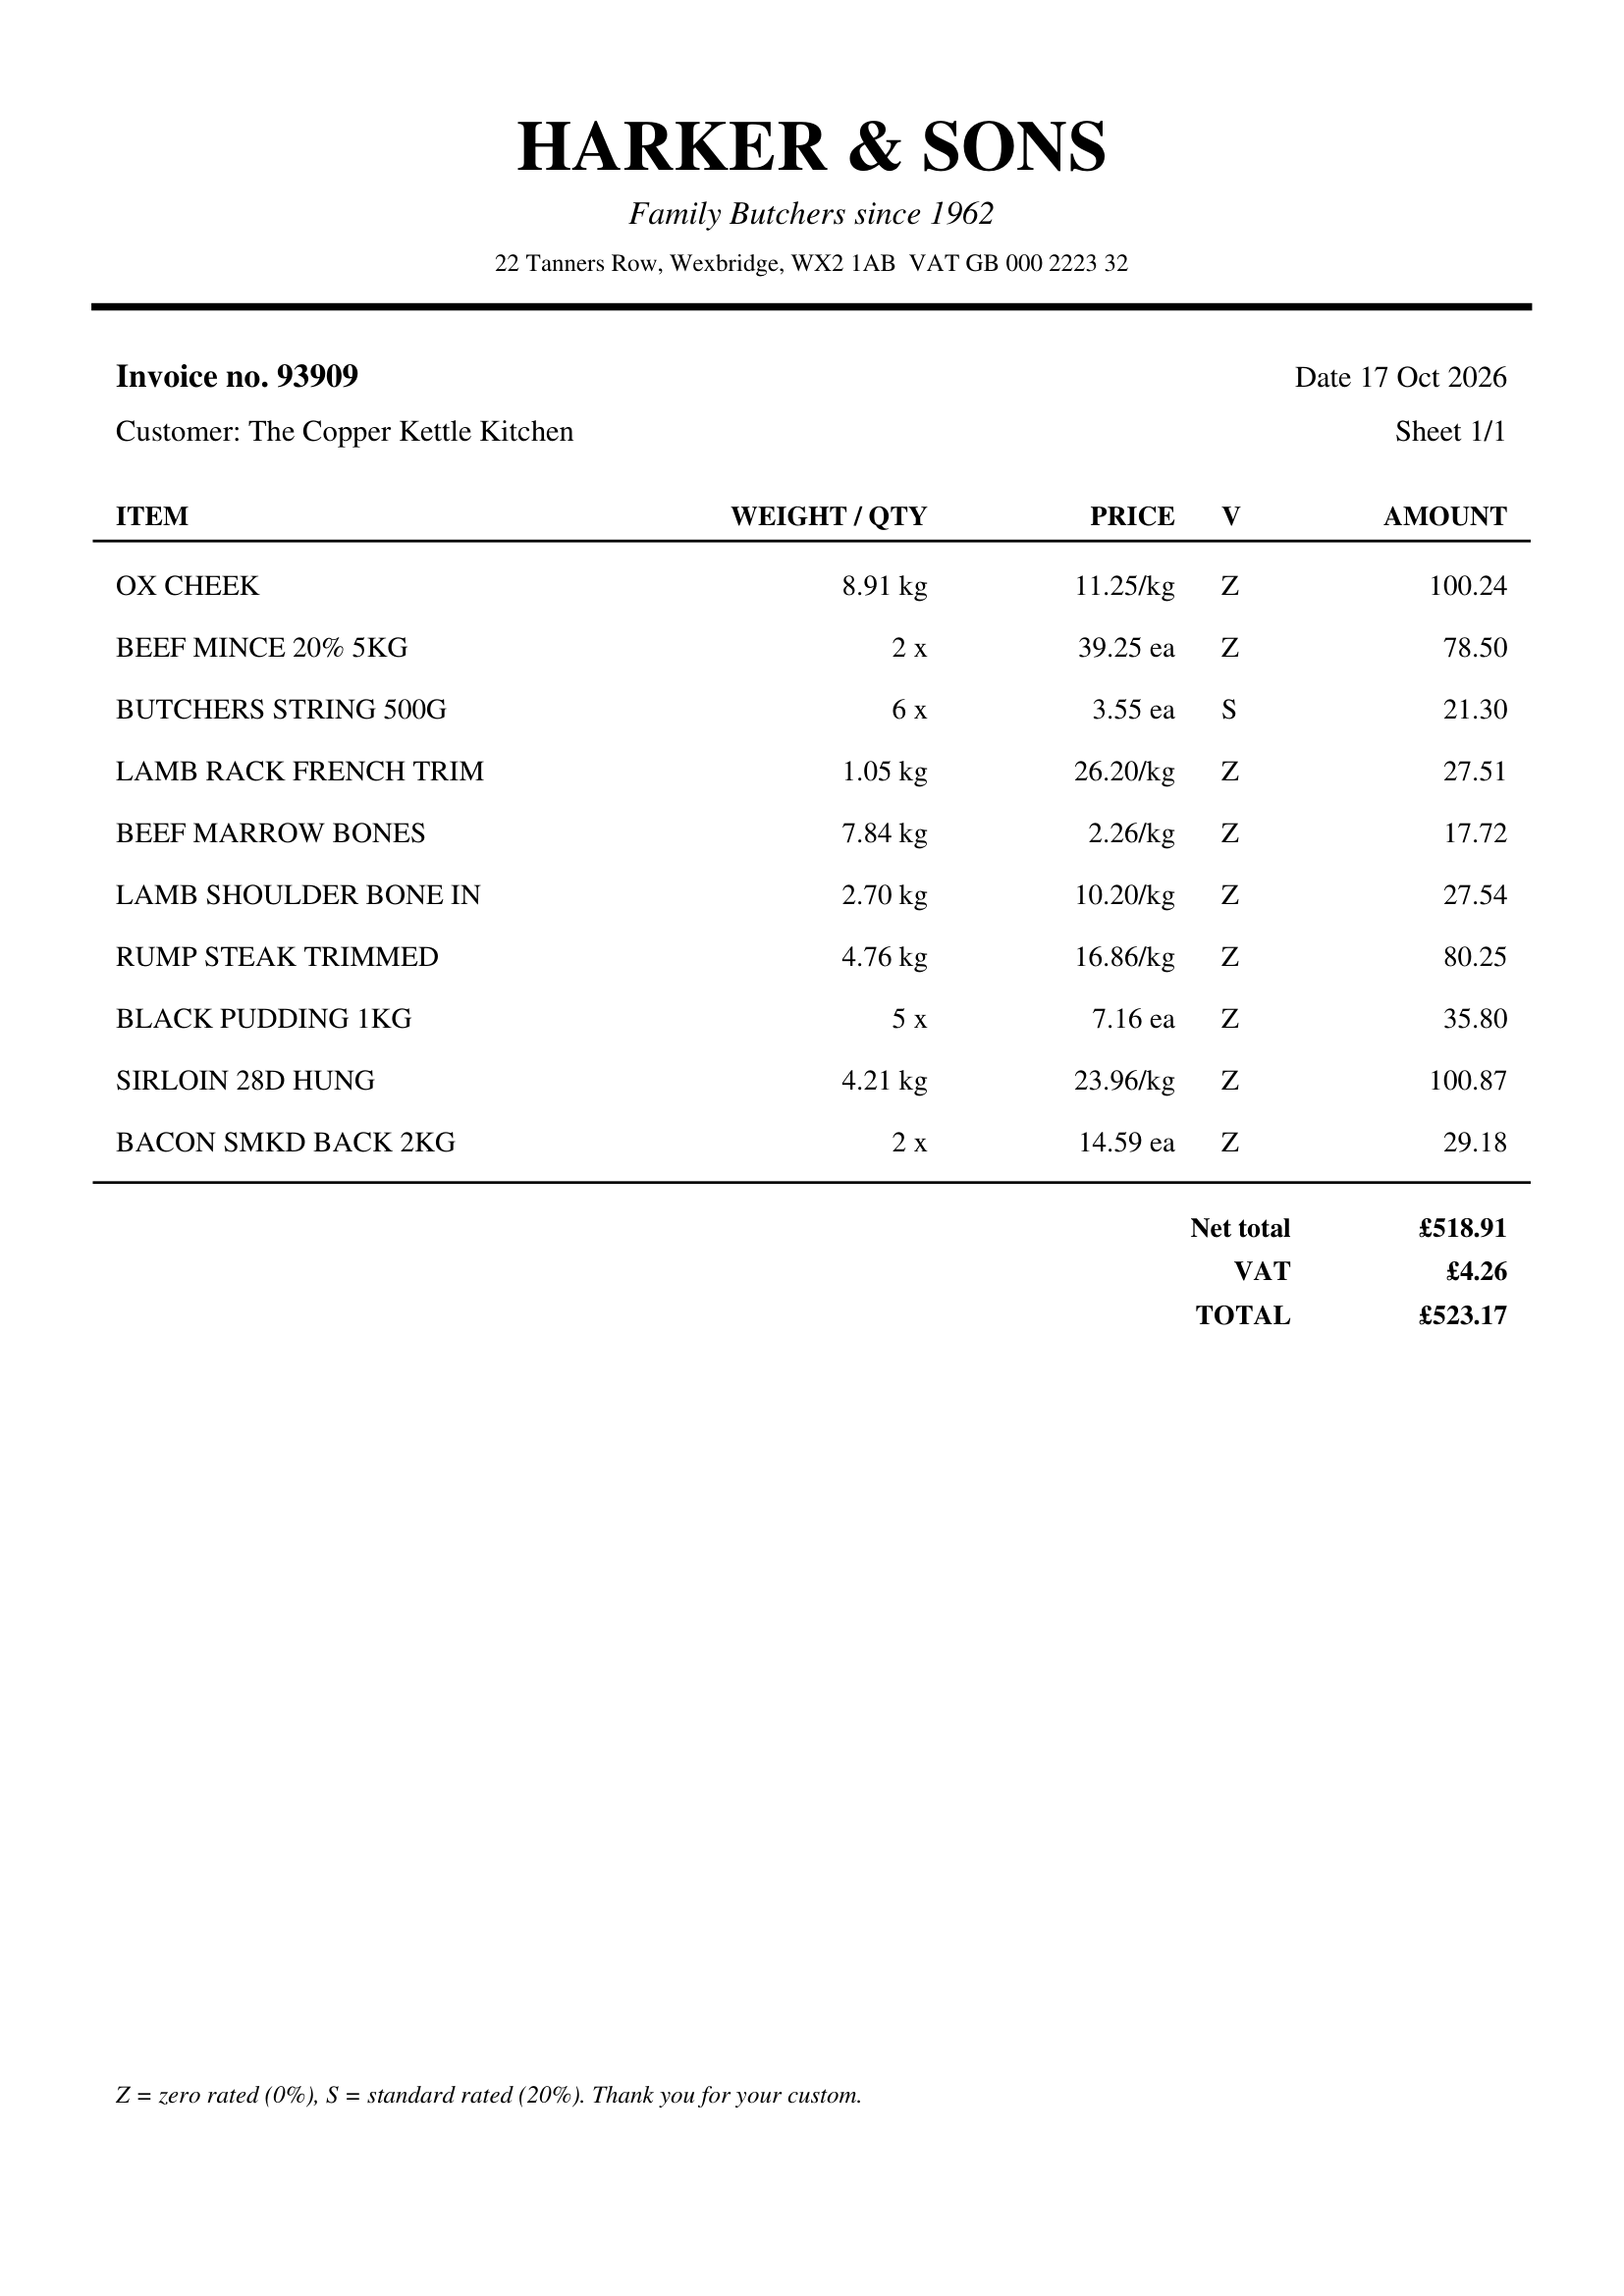 HARKER & SONS
Family Butchers since 1962
22 Tanners Row, Wexbridge, WX2 1AB  VAT GB 000 2223 32
Invoice no. 93909 Date 17 Oct 2026
Customer: The Copper Kettle Kitchen Sheet 1/1
ITEM WEIGHT / QTY PRICE V AMOUNT
OX CHEEK 8.91 kg 11.25/kg Z 100.24
BEEF MINCE 20% 5KG 2 x 39.25 ea Z 78.50
BUTCHERS STRING 500G 6 x 3.55 ea S 21.30
LAMB RACK FRENCH TRIM 1.05 kg 26.20/kg Z 27.51
BEEF MARROW BONES 7.84 kg 2.26/kg Z 17.72
LAMB SHOULDER BONE IN 2.70 kg 10.20/kg Z 27.54
RUMP STEAK TRIMMED 4.76 kg 16.86/kg Z 80.25
BLACK PUDDING 1KG 5 x 7.16 ea Z 35.80
SIRLOIN 28D HUNG 4.21 kg 23.96/kg Z 100.87
BACON SMKD BACK 2KG 2 x 14.59 ea Z 29.18
Net total £518.91
VAT £4.26
TOTAL £523.17
Z = zero rated (0%), S = standard rated (20%). Thank you for your custom.